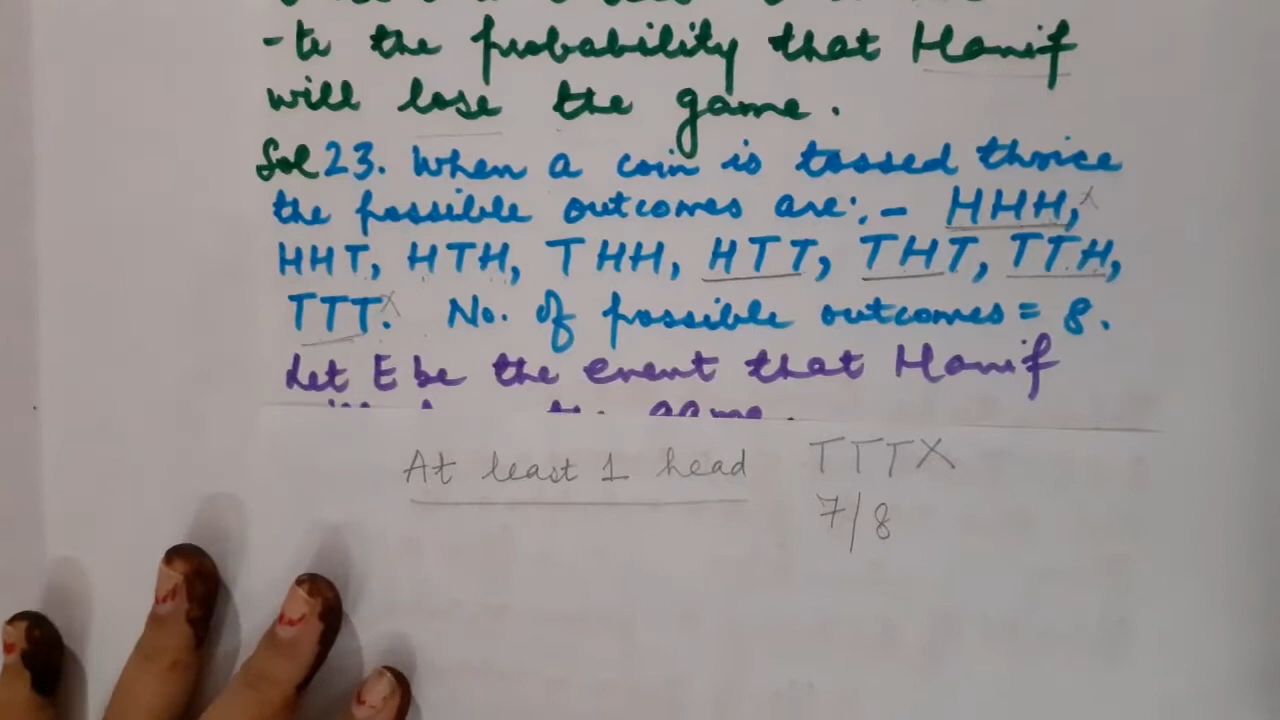 -te the probability that Hanif
will lose the game.
Sol 23. When a coin is tossed thrice
the possible outcomes are:- HHH, x
HHT, HTH, THH, HTT, THT, TTH,
TTT. x No. of possible outcomes = 8.
Let E be the event that Hanif
game.
At least 1 head TTTX
7/8